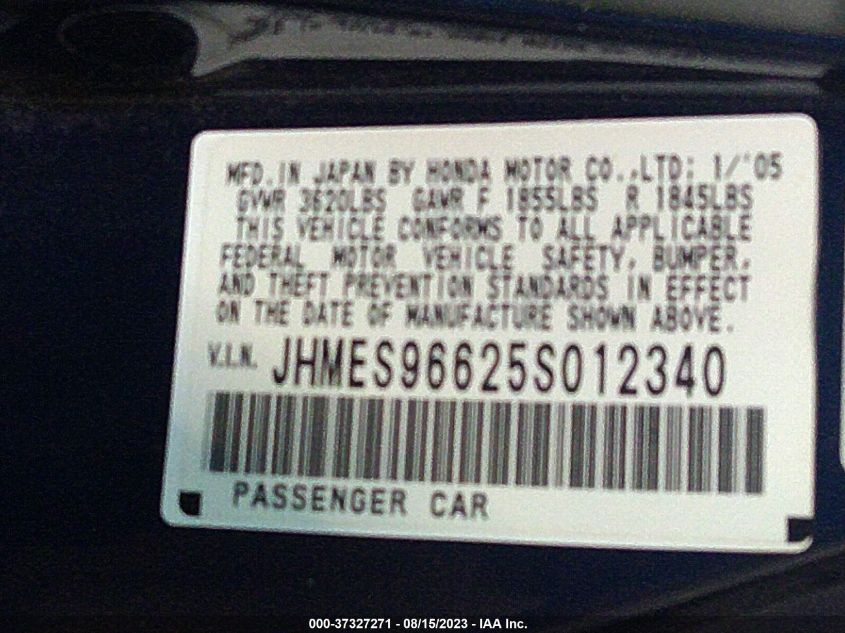 MFD. IN JAPAN BY HONDA MOTOR CO., LTD: 1/'05
GVWR 3620LBS GAWR F 1855LBS R 1845LBS
THIS VEHICLE CONFORMS TO ALL APPLICABLE
FEDERAL MOTOR VEHICLE SAFETY, BUMPER,
AND THEFT PREVENTION STANDARDS IN EFFECT
ON THE DATE OF MANUFACTURE SHOWN ABOVE.
V.I.N. JHMES96625S012340
PASSENGER CAR
000-37327271 - 08/15/2023 - IAA Inc.